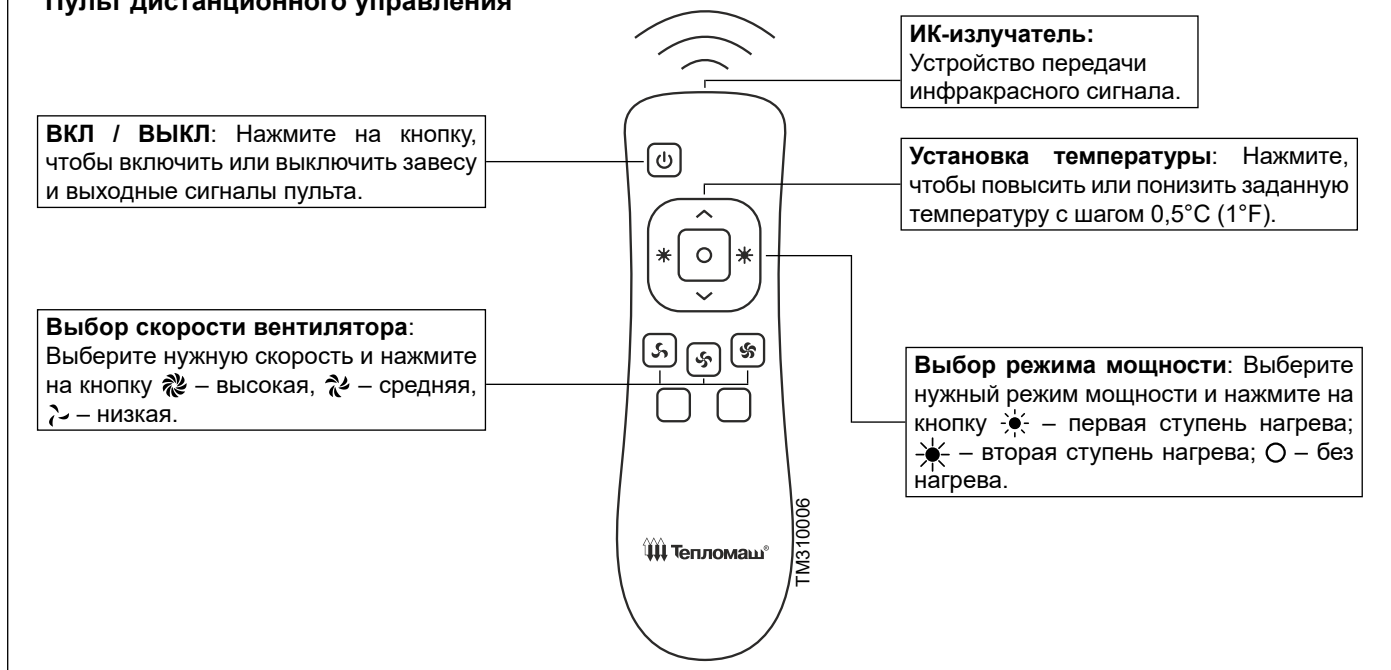 Пульт дистанционного управления
ИК-излучатель:
Устройство передачи
инфракрасного сигнала.
ВКЛ / ВЫКЛ: Нажмите на кнопку,
чтобы включить или выключить завесу
и выходные сигналы пульта.
Установка температуры: Нажмите,
чтобы повысить или понизить заданную
температуру с шагом 0,5°C (1°F).
Выбор скорости вентилятора:
Выберите нужную скорость и нажмите
на кнопку – высокая, – средняя,
– низкая.
Выбор режима мощности: Выберите
нужный режим мощности и нажмите на
кнопку – первая ступень нагрева;
– вторая ступень нагрева; – без
нагрева.
Тепломаш®
TM310006